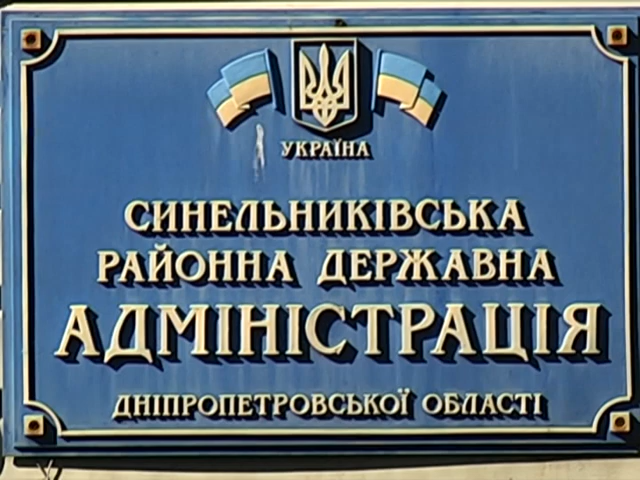 УКРАЇНА
СИНЕЛЬНИКІВСЬКА
РАЙОННА ДЕРЖАВНА
АДМІНІСТРАЦІЯ
ДНІПРОПЕТРОВСЬКОЇ ОБЛАСТІ